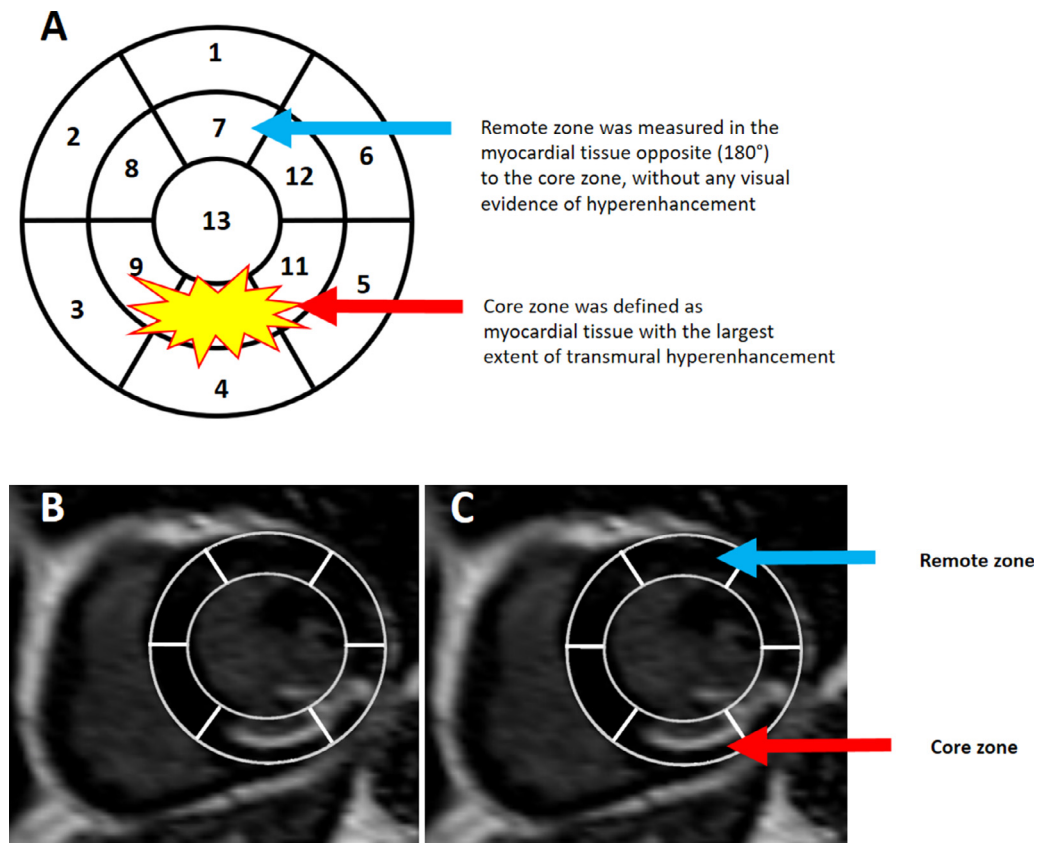 A
1
2
7
6
8
12
13
9
11
3
5
4
Remote zone was measured in the
myocardial tissue opposite (180°)
to the core zone, without any visual
evidence of hyperenhancement
Core zone was defined as
myocardial tissue with the largest
extent of transmural hyperenhancement
B
C
Remote zone
Core zone